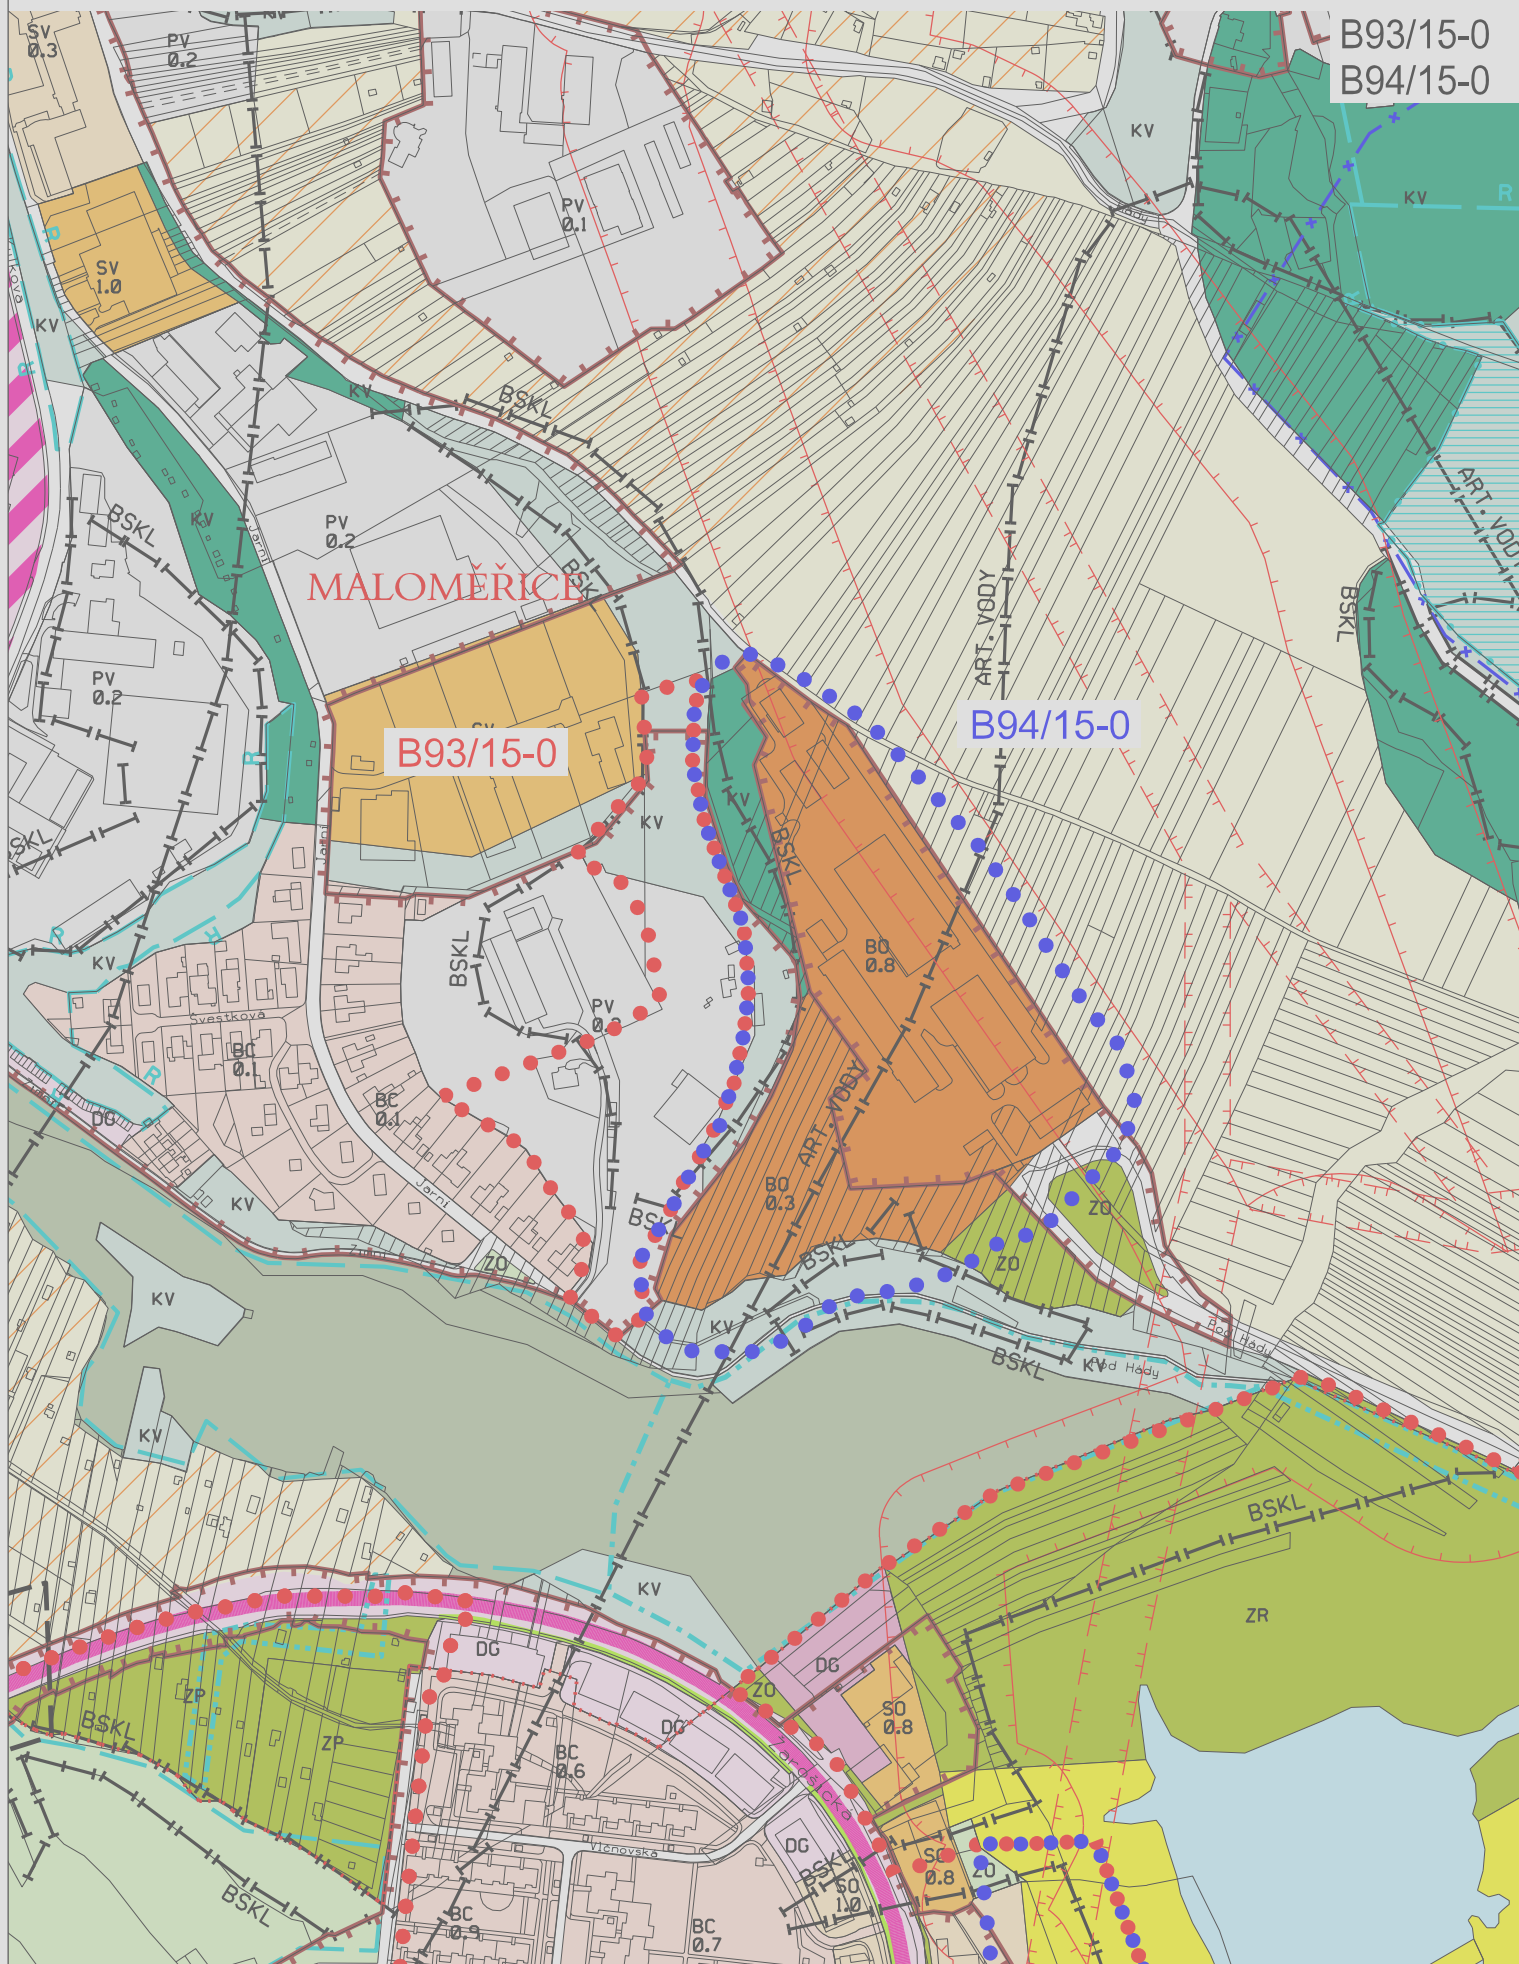 B93/15-0
B94/15-0
SV
0.3
PV
0.2
KV
KV
R
PV
0.1
R
SV
1.0
KV
R
KV
BSKL
KV
BSKL
PV
0.2
Jarní
ART. VODY
MALOMĚŘICE
ART. VODY
BSKL
PV
0.2
B94/15-0
B93/15-0
R
KV
KV
BSKL
R
R
KV
BSKL
BO
0.8
Švestková
PV
BC
0.1
R
BC
0.1
DG
ART. VODY
Jarní
KV
BO
0.3
ZO
BSKL
ZO
ZO
KV
KV
Pod Hády
BSKL
KV
Pod Hády
KV
BSKL
KV
ZR
DG
DG
ZO
ZP
SO
0.8
BSKL
DG
ZP
BC
0.6
Žarošická
Vlčnovská
DG
0.8
ZO
SO
1.0
BSKL
BC
0.9
BC
0.7